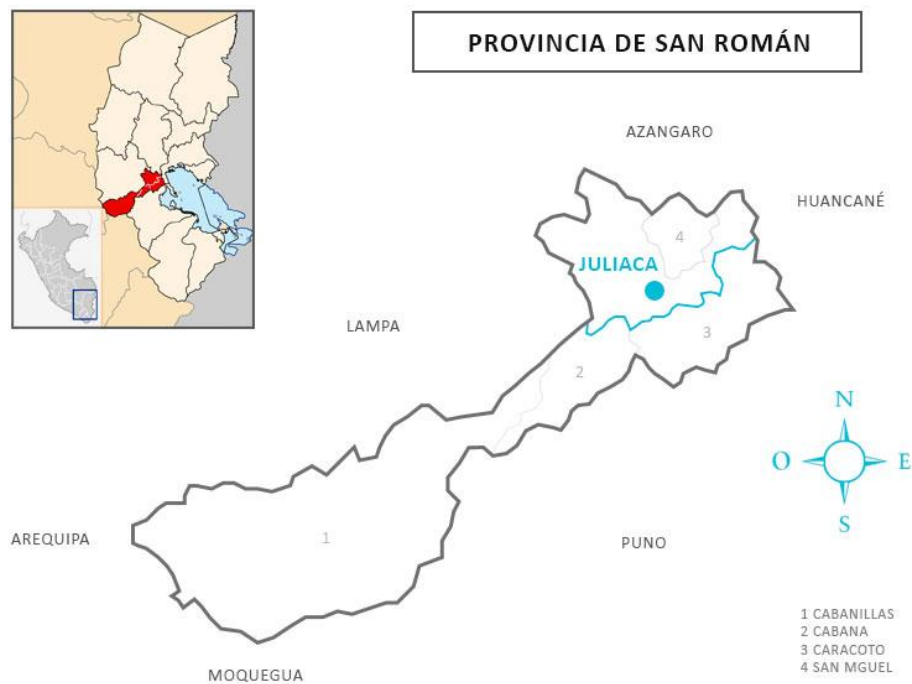 PROVINCIA DE SAN ROMÁN
AZANGARO
HUANCANÉ
4
JULIACA
LAMPA
3
2
N
O
E
S
1
AREQUIPA
PUNO
MOQUEGUA
1 CABANILLAS
2 CABANA
3 CARACOTO
4 SAN MGUEL